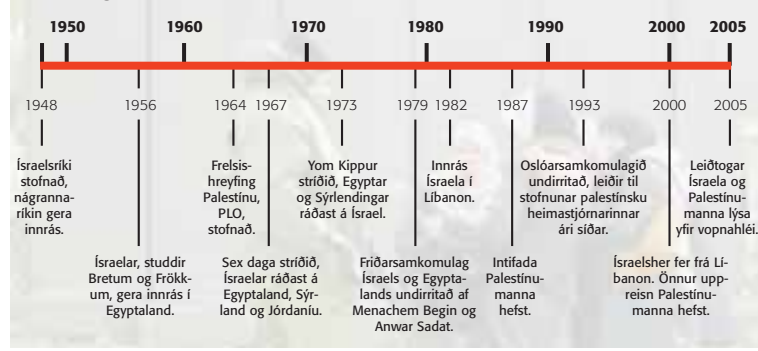 1950 1960 1970 1980 1990 2000 2005
1948 1956 1964 1967 1973 1979 1982 1987 1993 2000 2005
Ísraelsríki
stofnað,
nágranna-
ríkin gera
innrás.
Ísraelar, studdir
Bretum og Frökk-
um, gera innrás í
Egyptaland.
Frelsis-
hreyfing
Palestínu,
PLO,
stofnað.
Sex daga stríðið,
Ísraelar ráðast á
Egyptaland, Sýr-
land og Jórdaníu.
Yom Kippur
stríðið, Egyptar
og Sýrlendingar
ráðast á Ísrael.
Friðarsamkomulag
Ísraels og Egypta-
lands undirritað af
Menachem Begin og
Anwar Sadat.
Innrás
Ísraela í
Líbanon.
Intifada
Palestínu-
manna
hefst.
Oslóarsamkomulagið
undirritað, leiðir til
stofnunar palestínsku
heimastjórnarinnar
ári síðar.
Ísraelsher fer frá Lí-
banon. Önnur upp-
reisn Palestínu-
manna hefst.
Leiðtogar
Ísraela og
Palestínu-
manna lýsa
yfir vopnahléi.